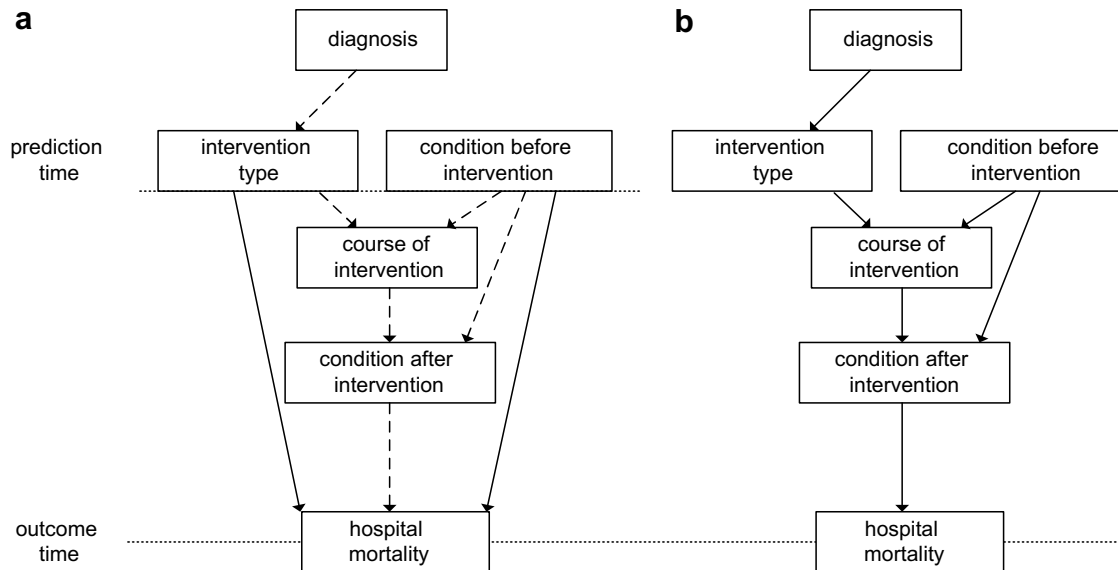 a
diagnosis
prediction
time
intervention
type
condition before
intervention
course of
intervention
condition after
intervention
outcome
time
hospital
mortality
b
diagnosis
intervention
type
condition before
intervention
course of
intervention
condition after
intervention
hospital
mortality